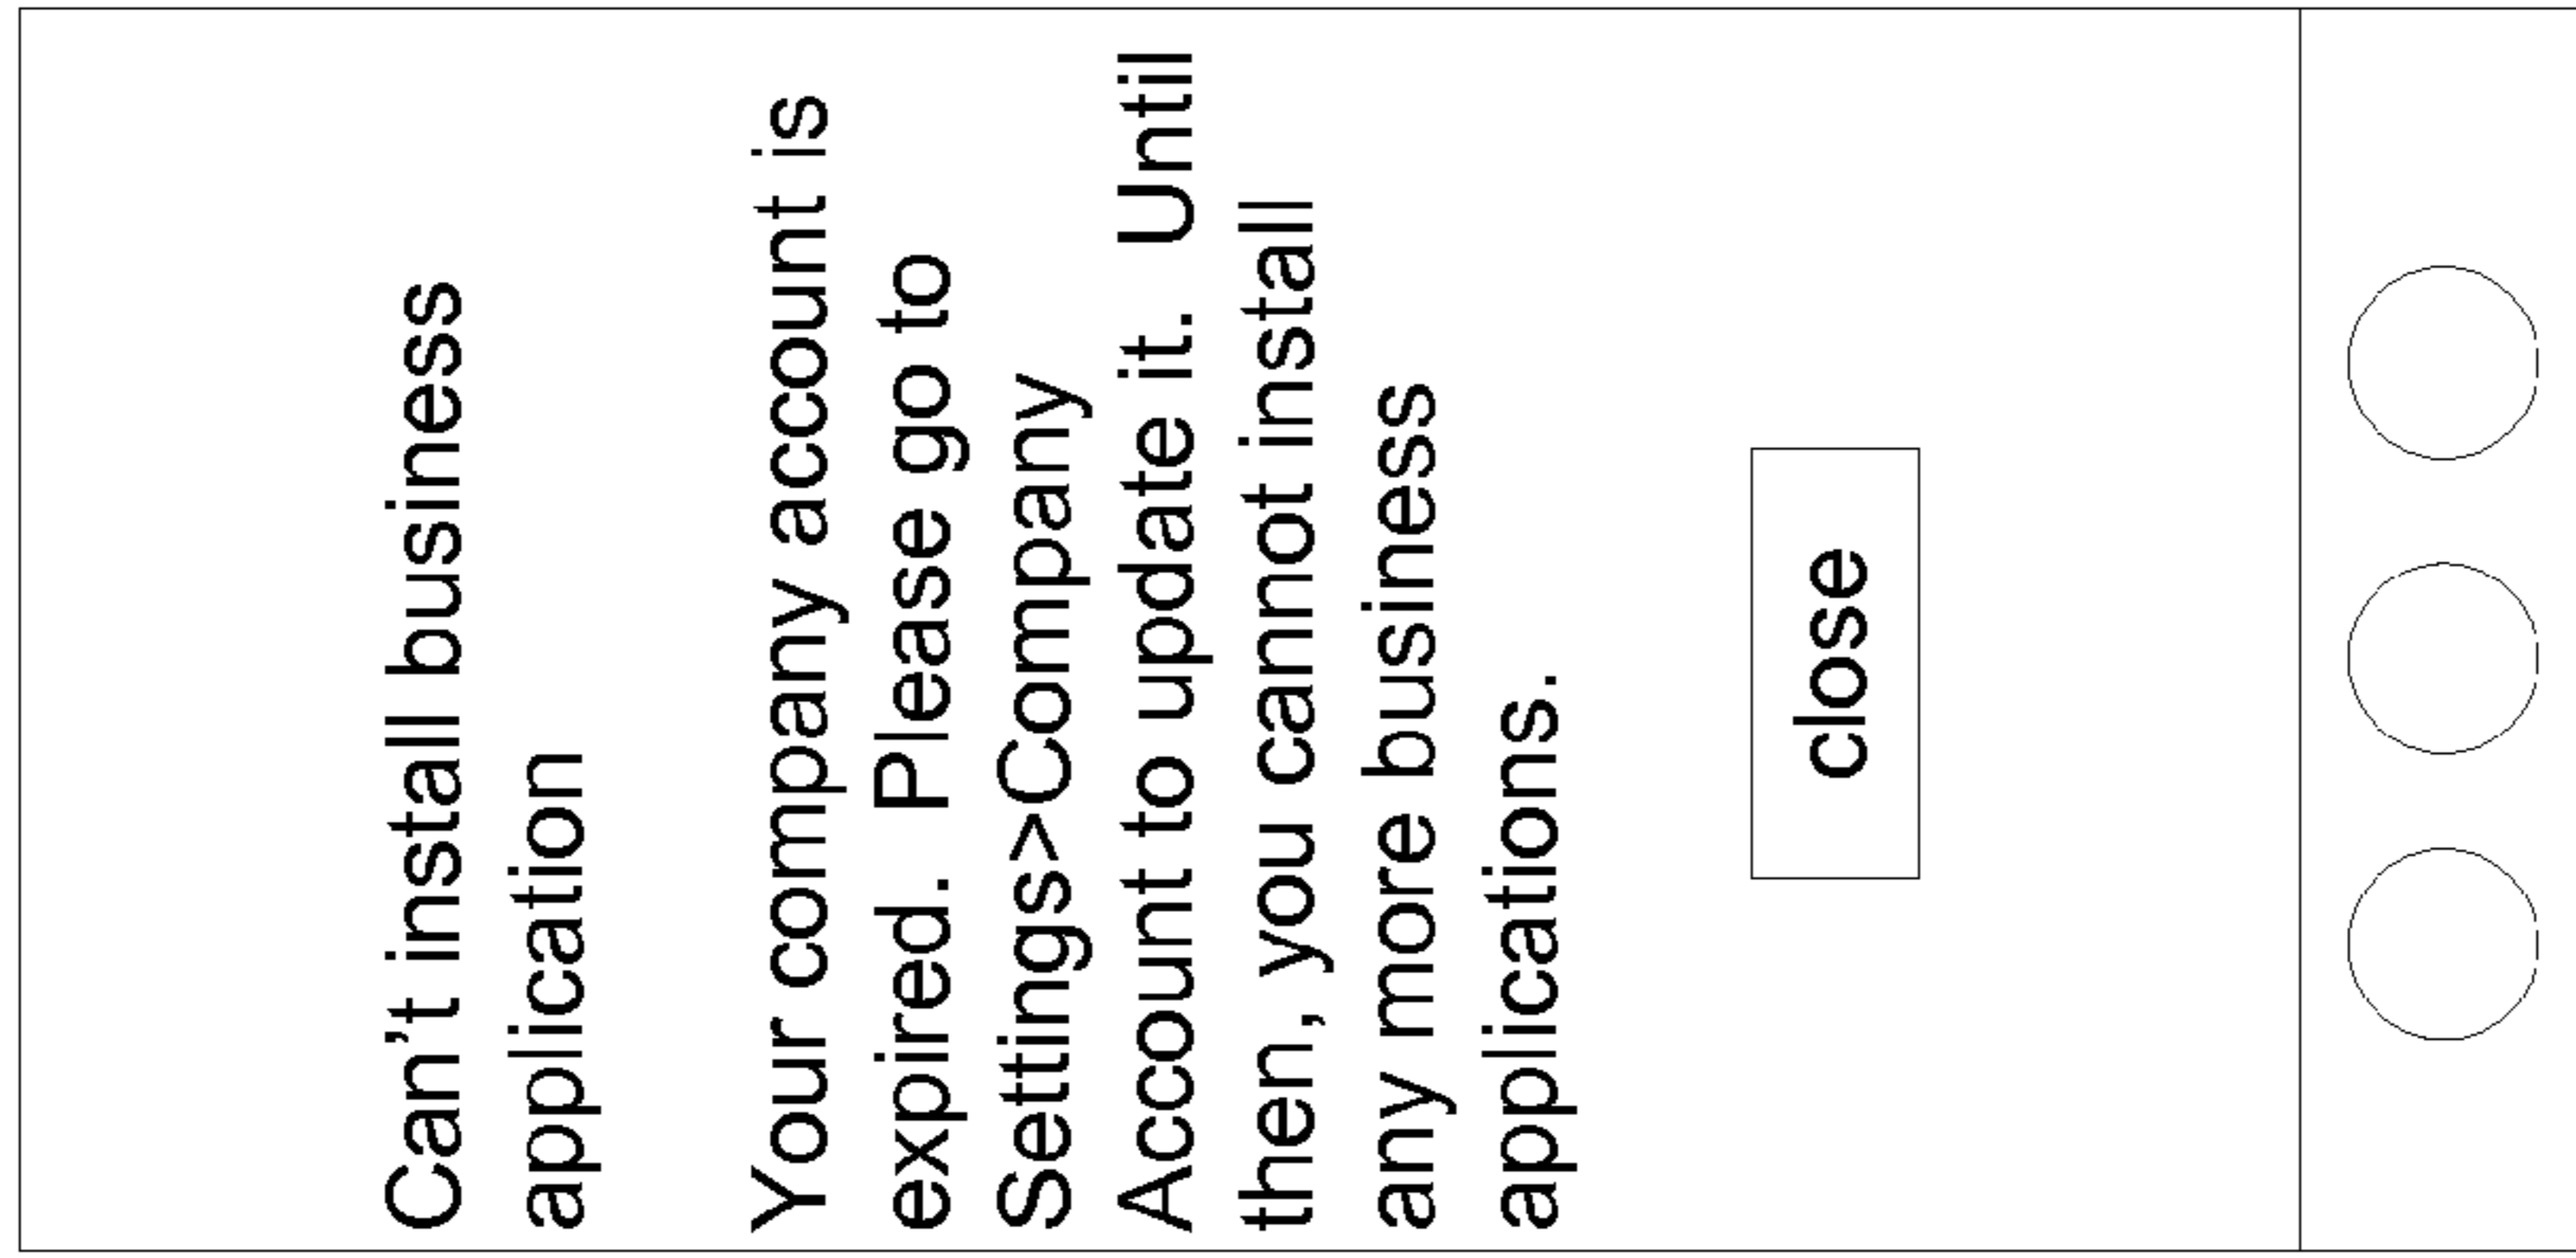 Can't install business
application
Your company account is
expired.  Please go to
Settings>Company
Account to update it.  Until
then, you cannot install
any more business
applications.
close